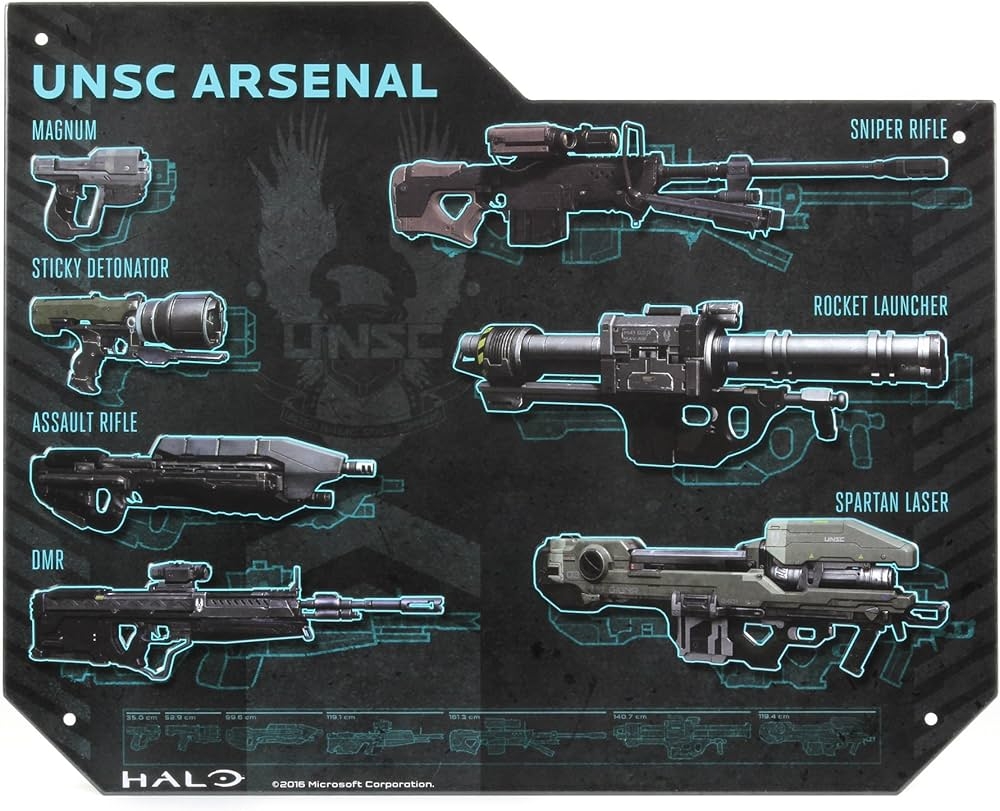 UNSC ARSENAL
MAGNUM
SNIPER RIFLE
STICKY DETONATOR
ROCKET LAUNCHER
UNSC
ASSAULT RIFLE
SPARTAN LASER
UNSC
DMR
35.0 cm 52.9 cm 99.6 cm 119.1 cm 161.3 cm 140.7 cm 119.4 cm
HALO
©2016 Microsoft Corporation.